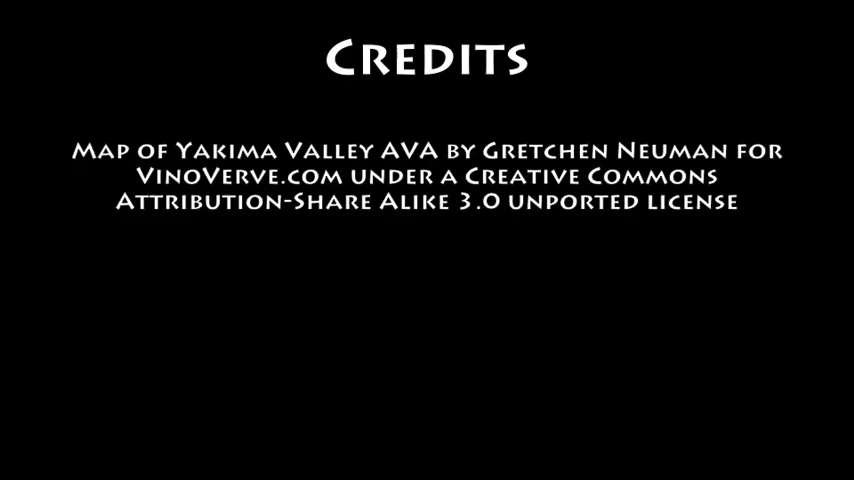 Credits
Map of Yakima Valley AVA by Gretchen Neuman for
VinoVerve.com under a Creative Commons
Attribution-Share Alike 3.0 unported license